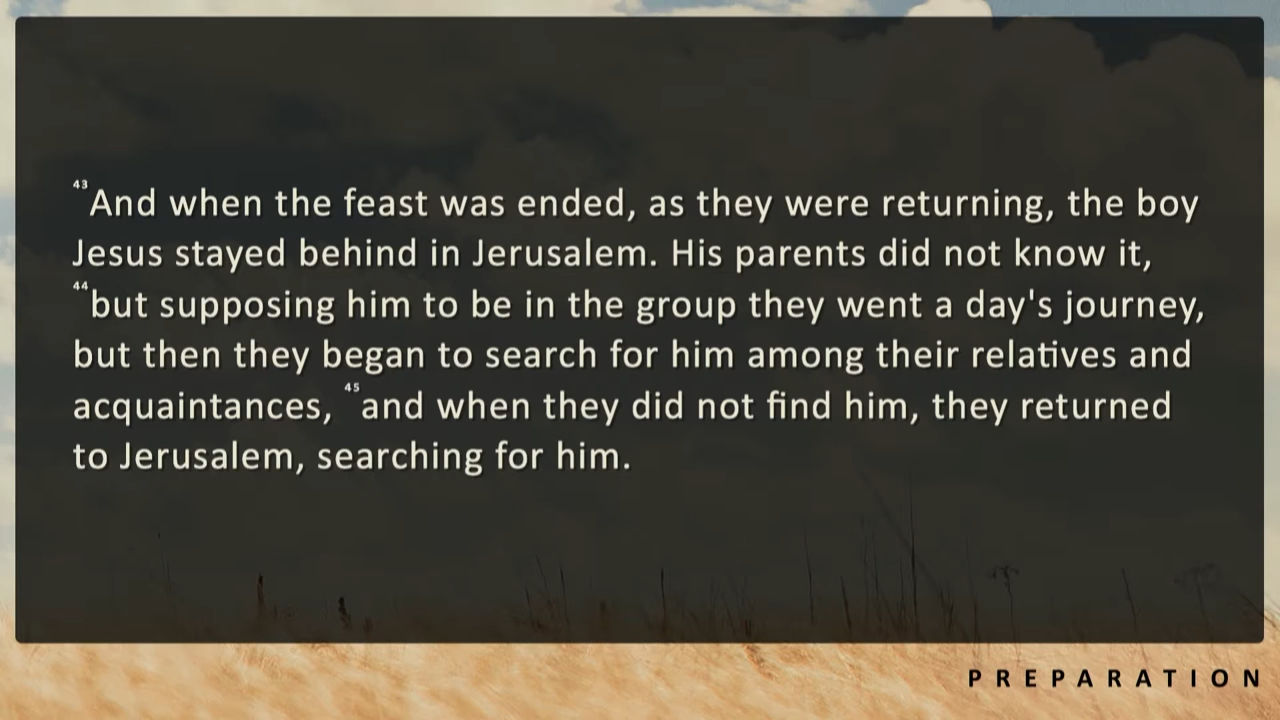 43And when the feast was ended, as they were returning, the boy
Jesus stayed behind in Jerusalem. His parents did not know it,
44but supposing him to be in the group they went a day's journey,
but then they began to search for him among their relatives and
acquaintances, 45and when they did not find him, they returned
to Jerusalem, searching for him.
PREPARATION